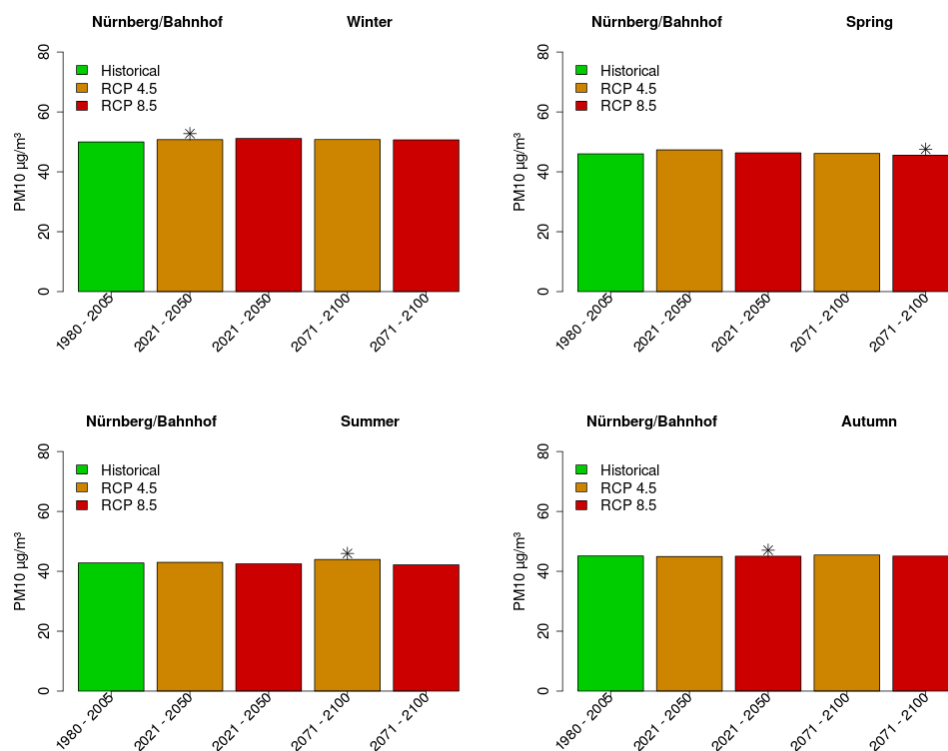 Nürnberg/Bahnhof Winter
80
60
40
20
0
PM10 µg/m³
Historical
RCP 4.5
RCP 8.5
*
1980 - 2005
2021 - 2050
2021 - 2050
2071 - 2100
2071 - 2100
Nürnberg/Bahnhof Spring
80
60
40
20
0
PM10 µg/m³
Historical
RCP 4.5
RCP 8.5
*
1980 - 2005
2021 - 2050
2021 - 2050
2071 - 2100
2071 - 2100
Nürnberg/Bahnhof Summer
80
60
40
20
0
PM10 µg/m³
Historical
RCP 4.5
RCP 8.5
*
1980 - 2005
2021 - 2050
2021 - 2050
2071 - 2100
2071 - 2100
Nürnberg/Bahnhof Autumn
80
60
40
20
0
PM10 µg/m³
Historical
RCP 4.5
RCP 8.5
*
1980 - 2005
2021 - 2050
2021 - 2050
2071 - 2100
2071 - 2100